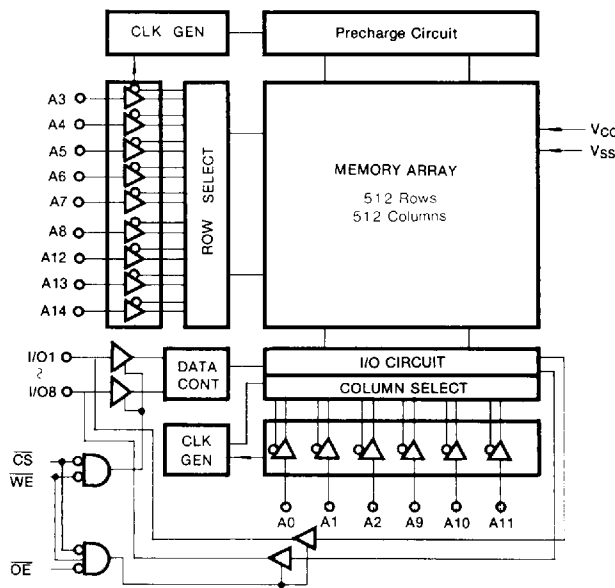 CLK GEN
Precharge Circuit
A3
A4
A5
A6
A7
A8
A12
A13
A14
ROW SELECT
MEMORY ARRAY
512 Rows
512 Columns
VCC
VSS
I/O1
~
I/O8
DATA
CONT
I/O CIRCUIT
COLUMN SELECT
CLK
GEN
CS
WE
OE
A0
A1
A2
A9
A10
A11